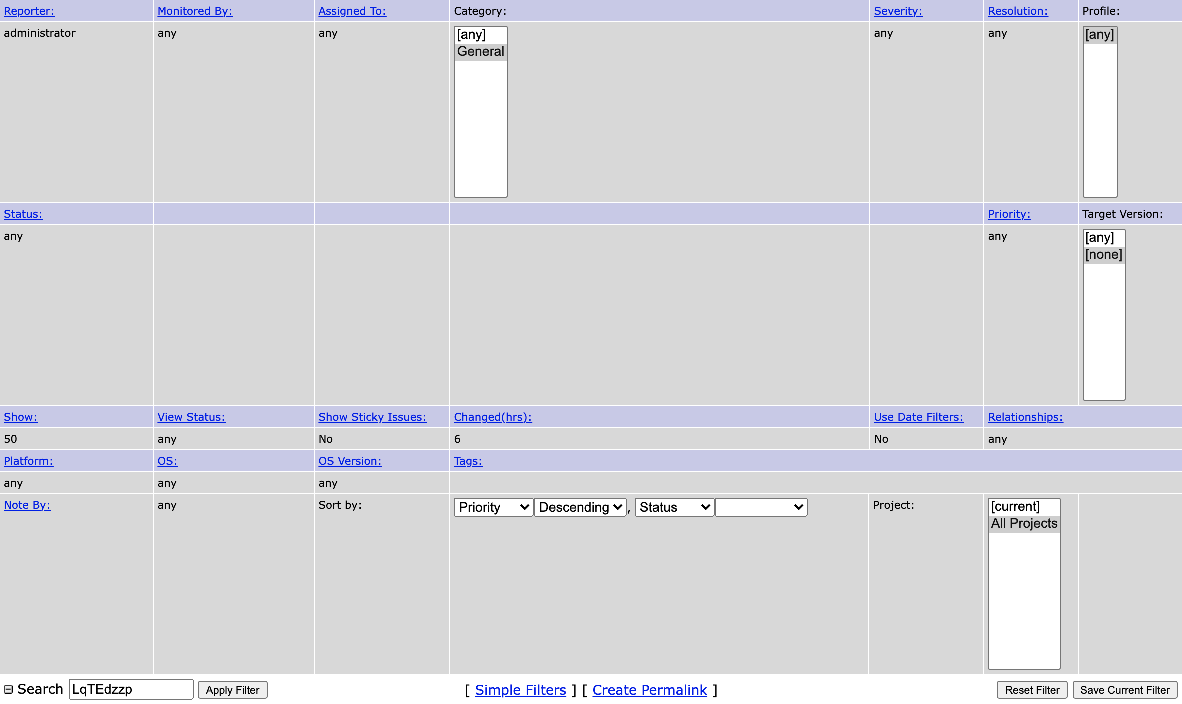 Reporter: Monitored By: Assigned To: Category: Severity: Resolution: Profile:
administrator any any [any] any any [any]
General
Status: Priority: Target Version:
any any [any]
[none]
Show: View Status: Show Sticky Issues: Changed(hrs): Use Date Filters: Relationships:
50 any No 6 No any
Platform: OS: OS Version: Tags:
any any any
Note By: any Sort by: Priority Descending , Status Project: [current]
All Projects
Search LqTEdzzp Apply Filter [ Simple Filters ] [ Create Permalink ] Reset Filter Save Current Filter